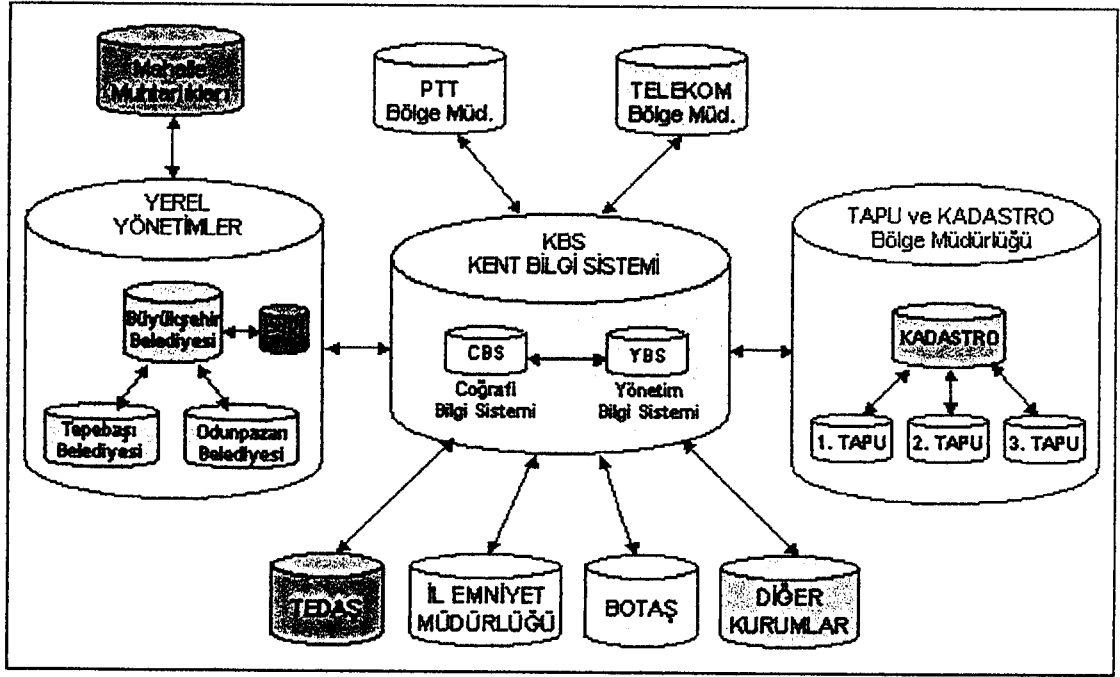 Mahalle
Muhtarlıkları
PTT
Bölge Müd.
TELEKOM
Bölge Müd.
YEREL
YÖNETİMLER
Büyükşehir
Belediyesi
Tepebaşı
Belediyesi
Odunpazarı
Belediyesi
KBS
KENT BİLGİ SİSTEMİ
CBS
Coğrafi
Bilgi Sistemi
YBS
Yönetim
Bilgi Sistemi
TAPU ve KADASTRO
Bölge Müdürlüğü
KADASTRO
1. TAPU
2. TAPU
3. TAPU
TEDAŞ
İL EMNİYET
MÜDÜRLÜĞÜ
BOTAŞ
DİĞER
KURUMLAR